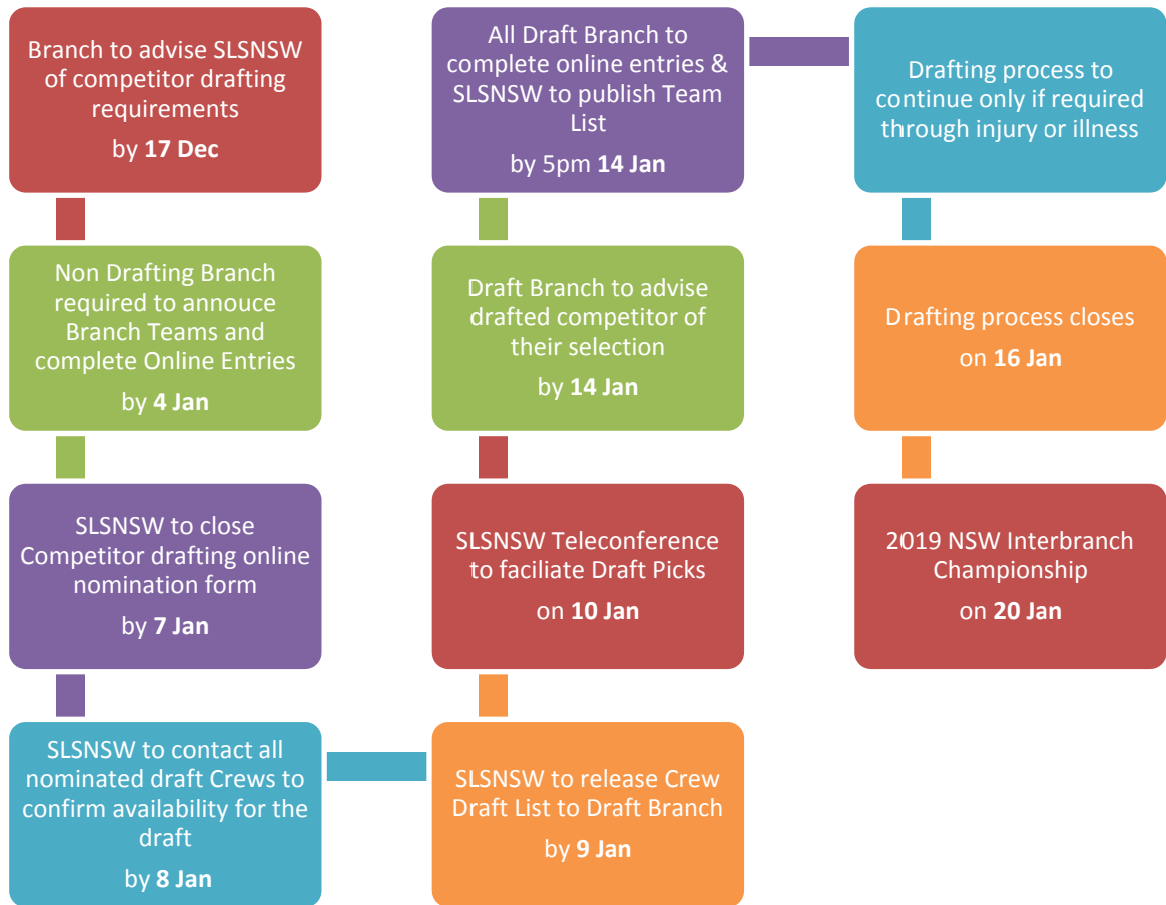 Branch to advise SLSNSW
of competitor drafting
requirements
by 17 Dec
Non Drafting Branch
required to annouce
Branch Teams and
complete Online Entries
by 4 Jan
SLSNSW to close
Competitor drafting online
nomination form
by 7 Jan
SLSNSW to contact all
nominated draft Crews to
confirm availability for the
draft
by 8 Jan
SLSNSW to release Crew
Draft List to Draft Branch
by 9 Jan
SLSNSW Teleconference
to faciliate Draft Picks
on 10 Jan
Draft Branch to advise
drafted competitor of
their selection
by 14 Jan
All Draft Branch to
complete online entries &
SLSNSW to publish Team
List
by 5pm 14 Jan
Drafting process to
continue only if required
through injury or illness
Drafting process closes
on 16 Jan
2019 NSW Interbranch
Championship
on 20 Jan